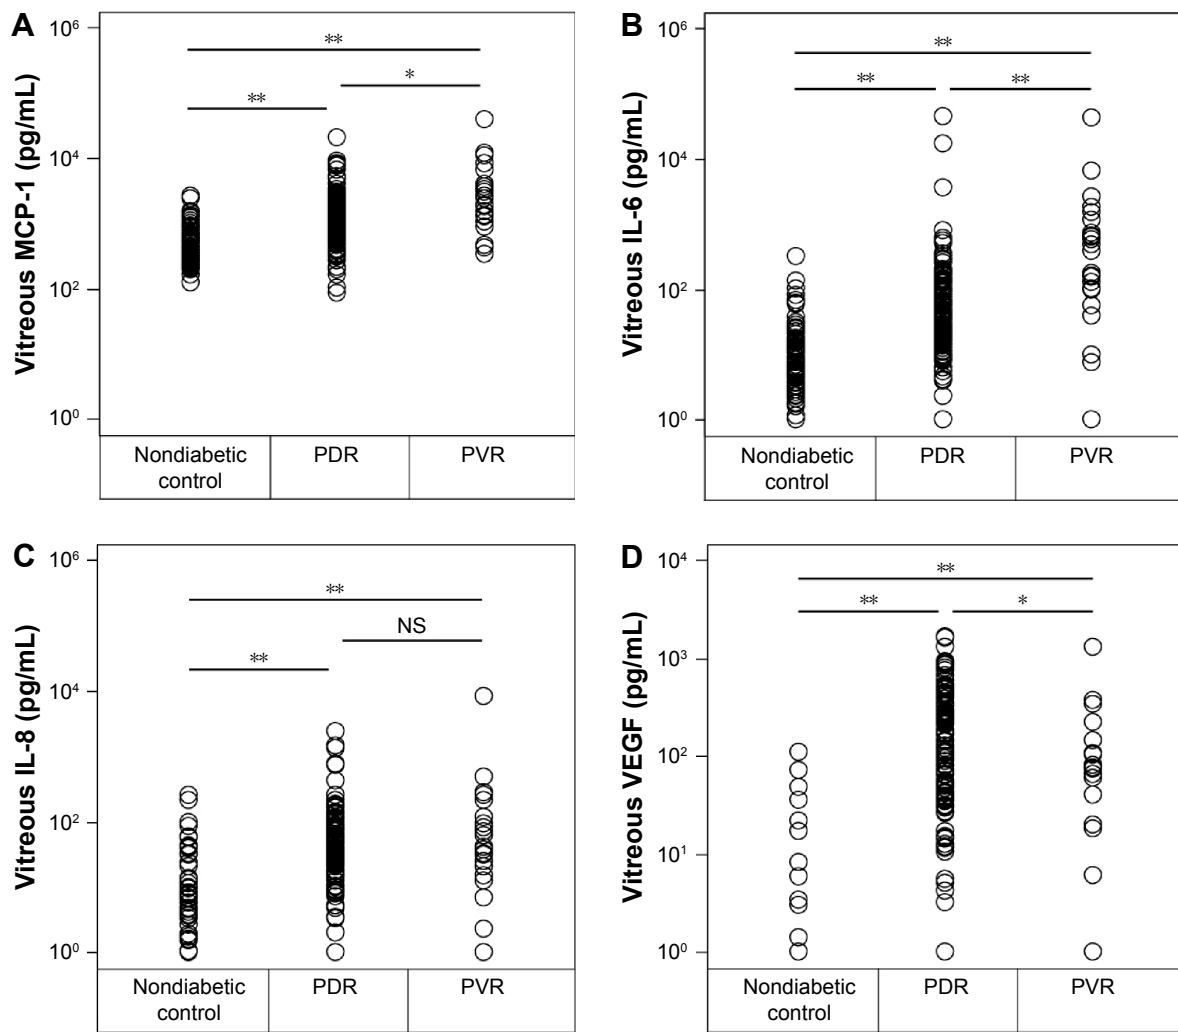 A
Vitreous MCP-1 (pg/mL)
10⁶
10⁴
10²
10⁰
**
*
**
Nondiabetic
control
PDR
PVR
B
Vitreous IL-6 (pg/mL)
10⁶
10⁴
10²
10⁰
**
**
**
Nondiabetic
control
PDR
PVR
C
Vitreous IL-8 (pg/mL)
10⁶
10⁴
10²
10⁰
**
NS
**
Nondiabetic
control
PDR
PVR
D
Vitreous VEGF (pg/mL)
10⁴
10³
10²
10¹
10⁰
**
**
*
Nondiabetic
control
PDR
PVR